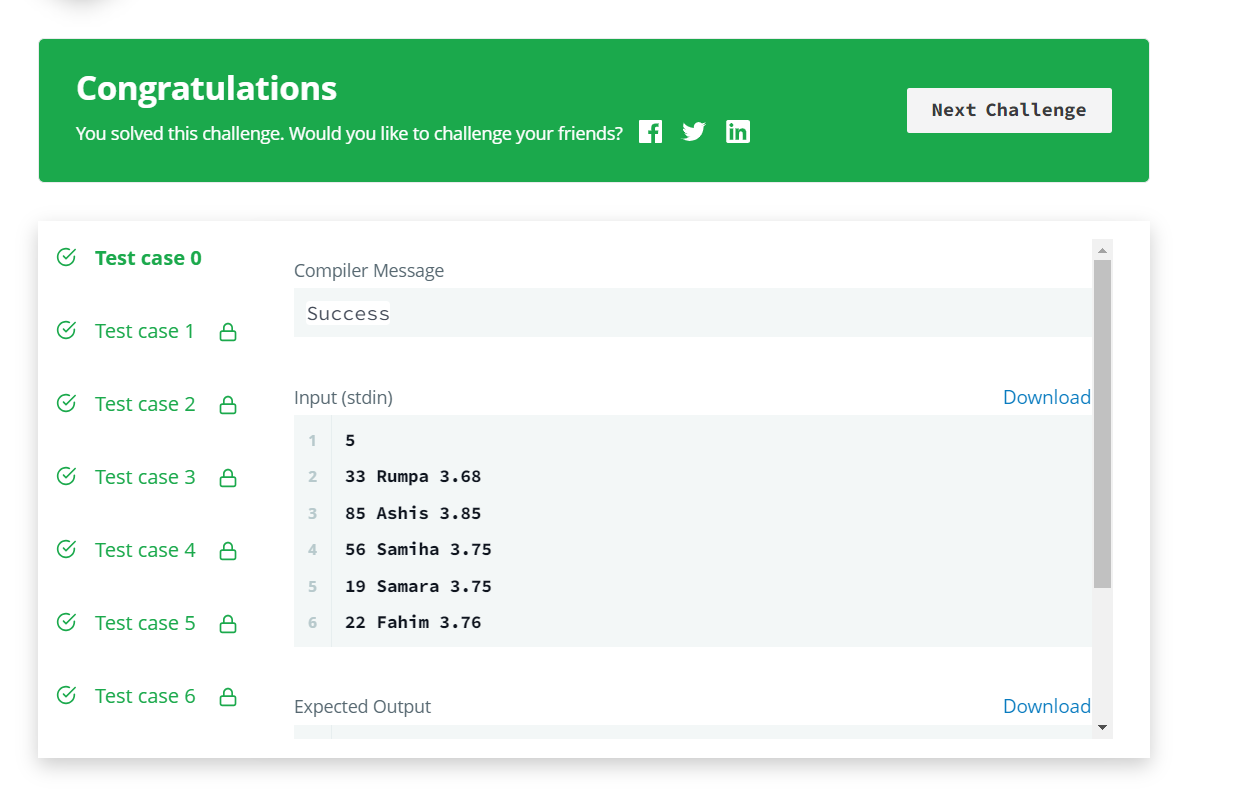 Congratulations
You solved this challenge. Would you like to challenge your friends?
Next Challenge
Test case 0
Test case 1
Test case 2
Test case 3
Test case 4
Test case 5
Test case 6
Compiler Message
Success
Input (stdin) Download
1 5
2 33 Rumpa 3.68
3 85 Ashis 3.85
4 56 Samiha 3.75
5 19 Samara 3.75
6 22 Fahim 3.76
Expected Output Download